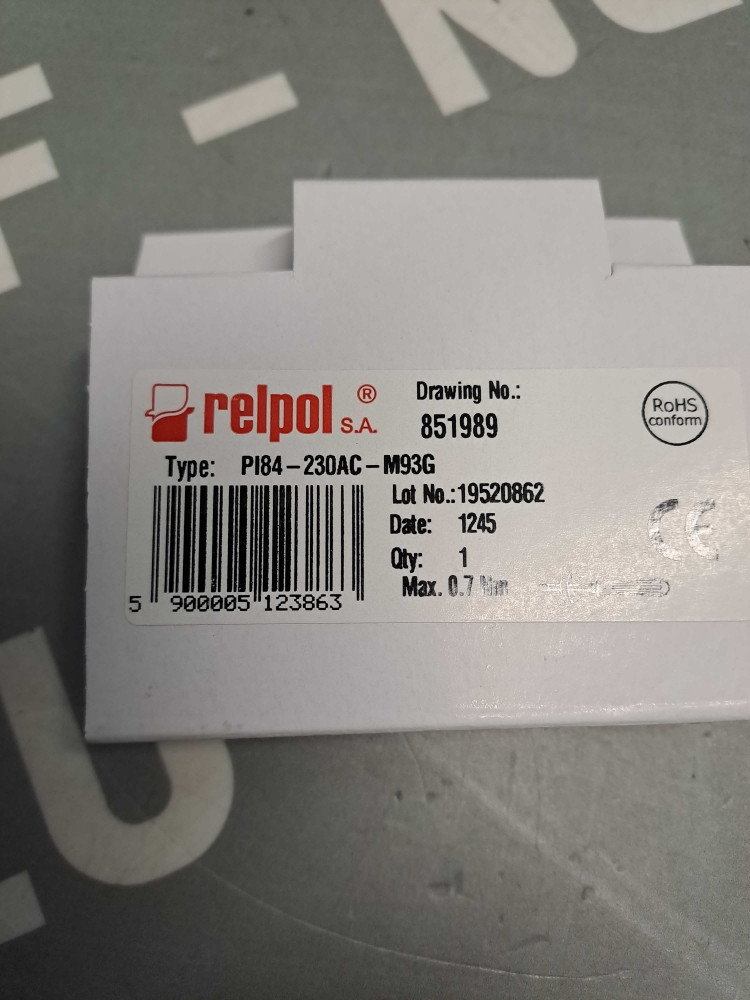 relpol ® S.A.
Drawing No.:
851989
RoHS
conform
Type: PI84-230AC-M93G
Lot No.:19520862
Date: 1245
CE
Qty: 1
Max. 0.7 Nm
5 900005 123863